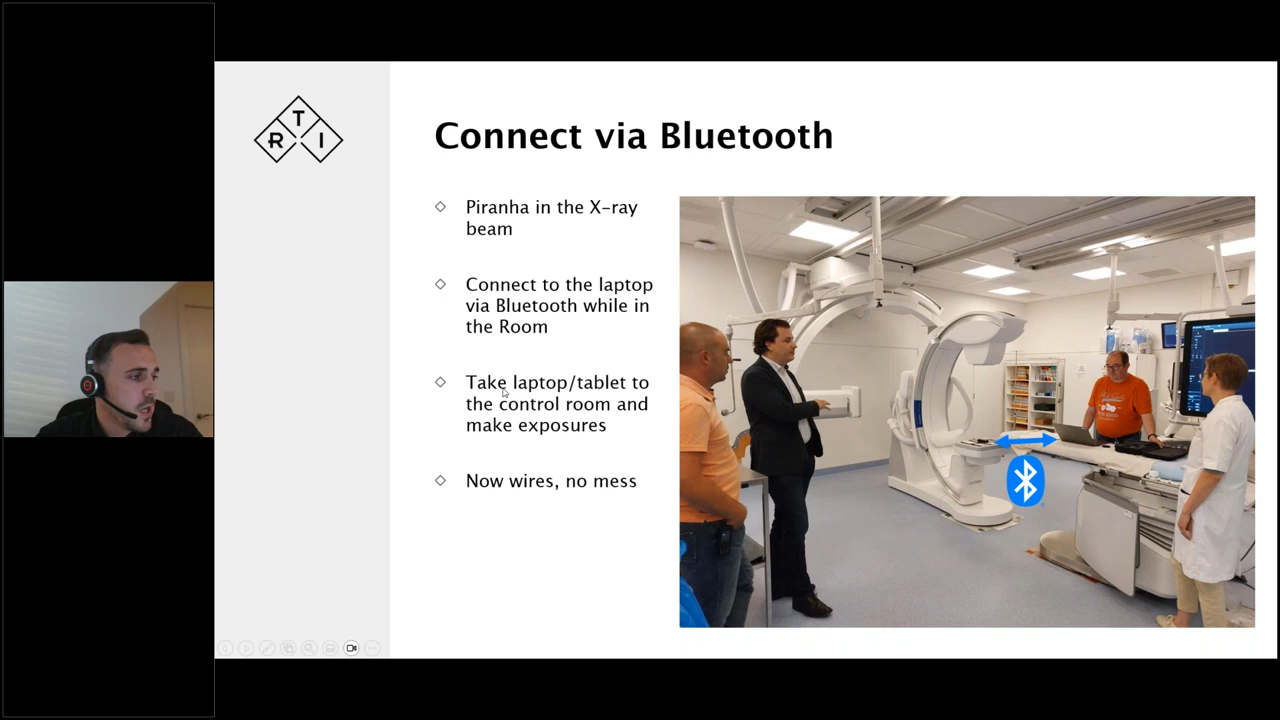 R T I
Connect via Bluetooth
Piranha in the X-ray
beam
Connect to the laptop
via Bluetooth while in
the Room
Take laptop/tablet to
the control room and
make exposures
Now wires, no mess